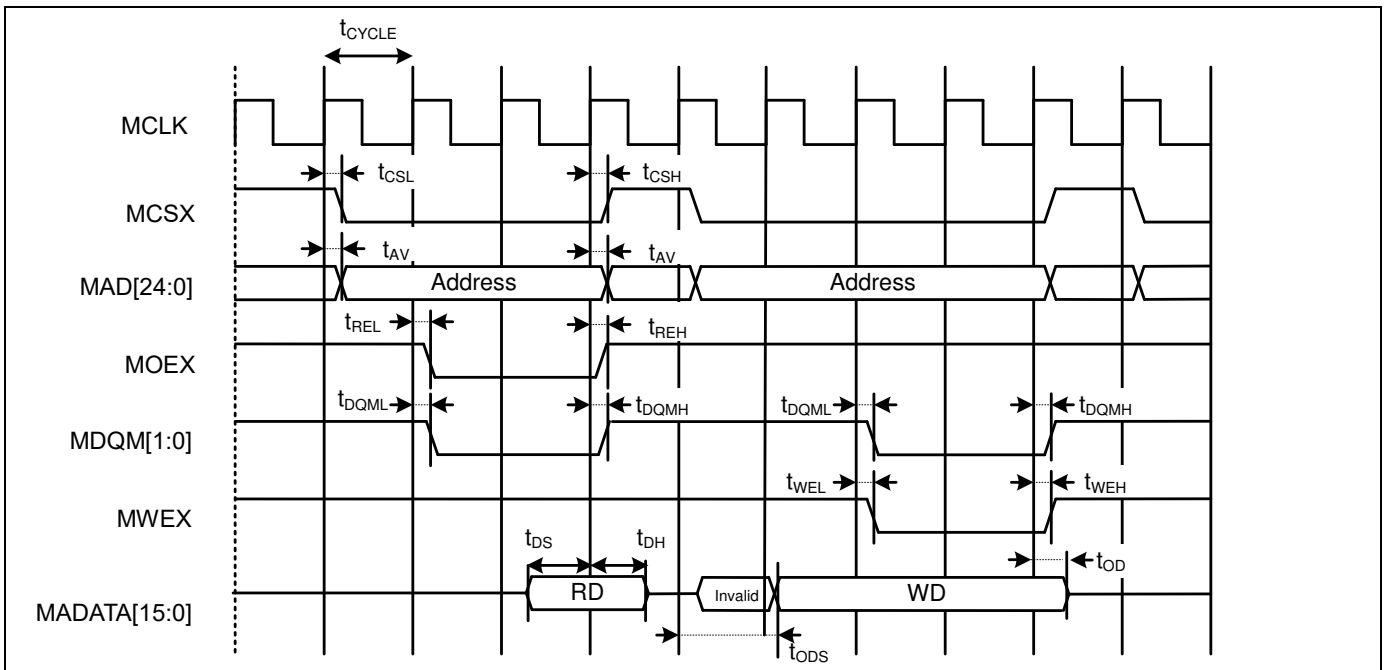 tCYCLE
MCLK
tCSL tCSH
MCSX
tAV tAV
MAD[24:0] Address Address
tREL tREH
MOEX
tDQML tDQMH tDQML tDQMH
MDQM[1:0]
tWEL tWEH
MWEX
tDS tDH tOD
MADATA[15:0] RD Invalid WD
tODS